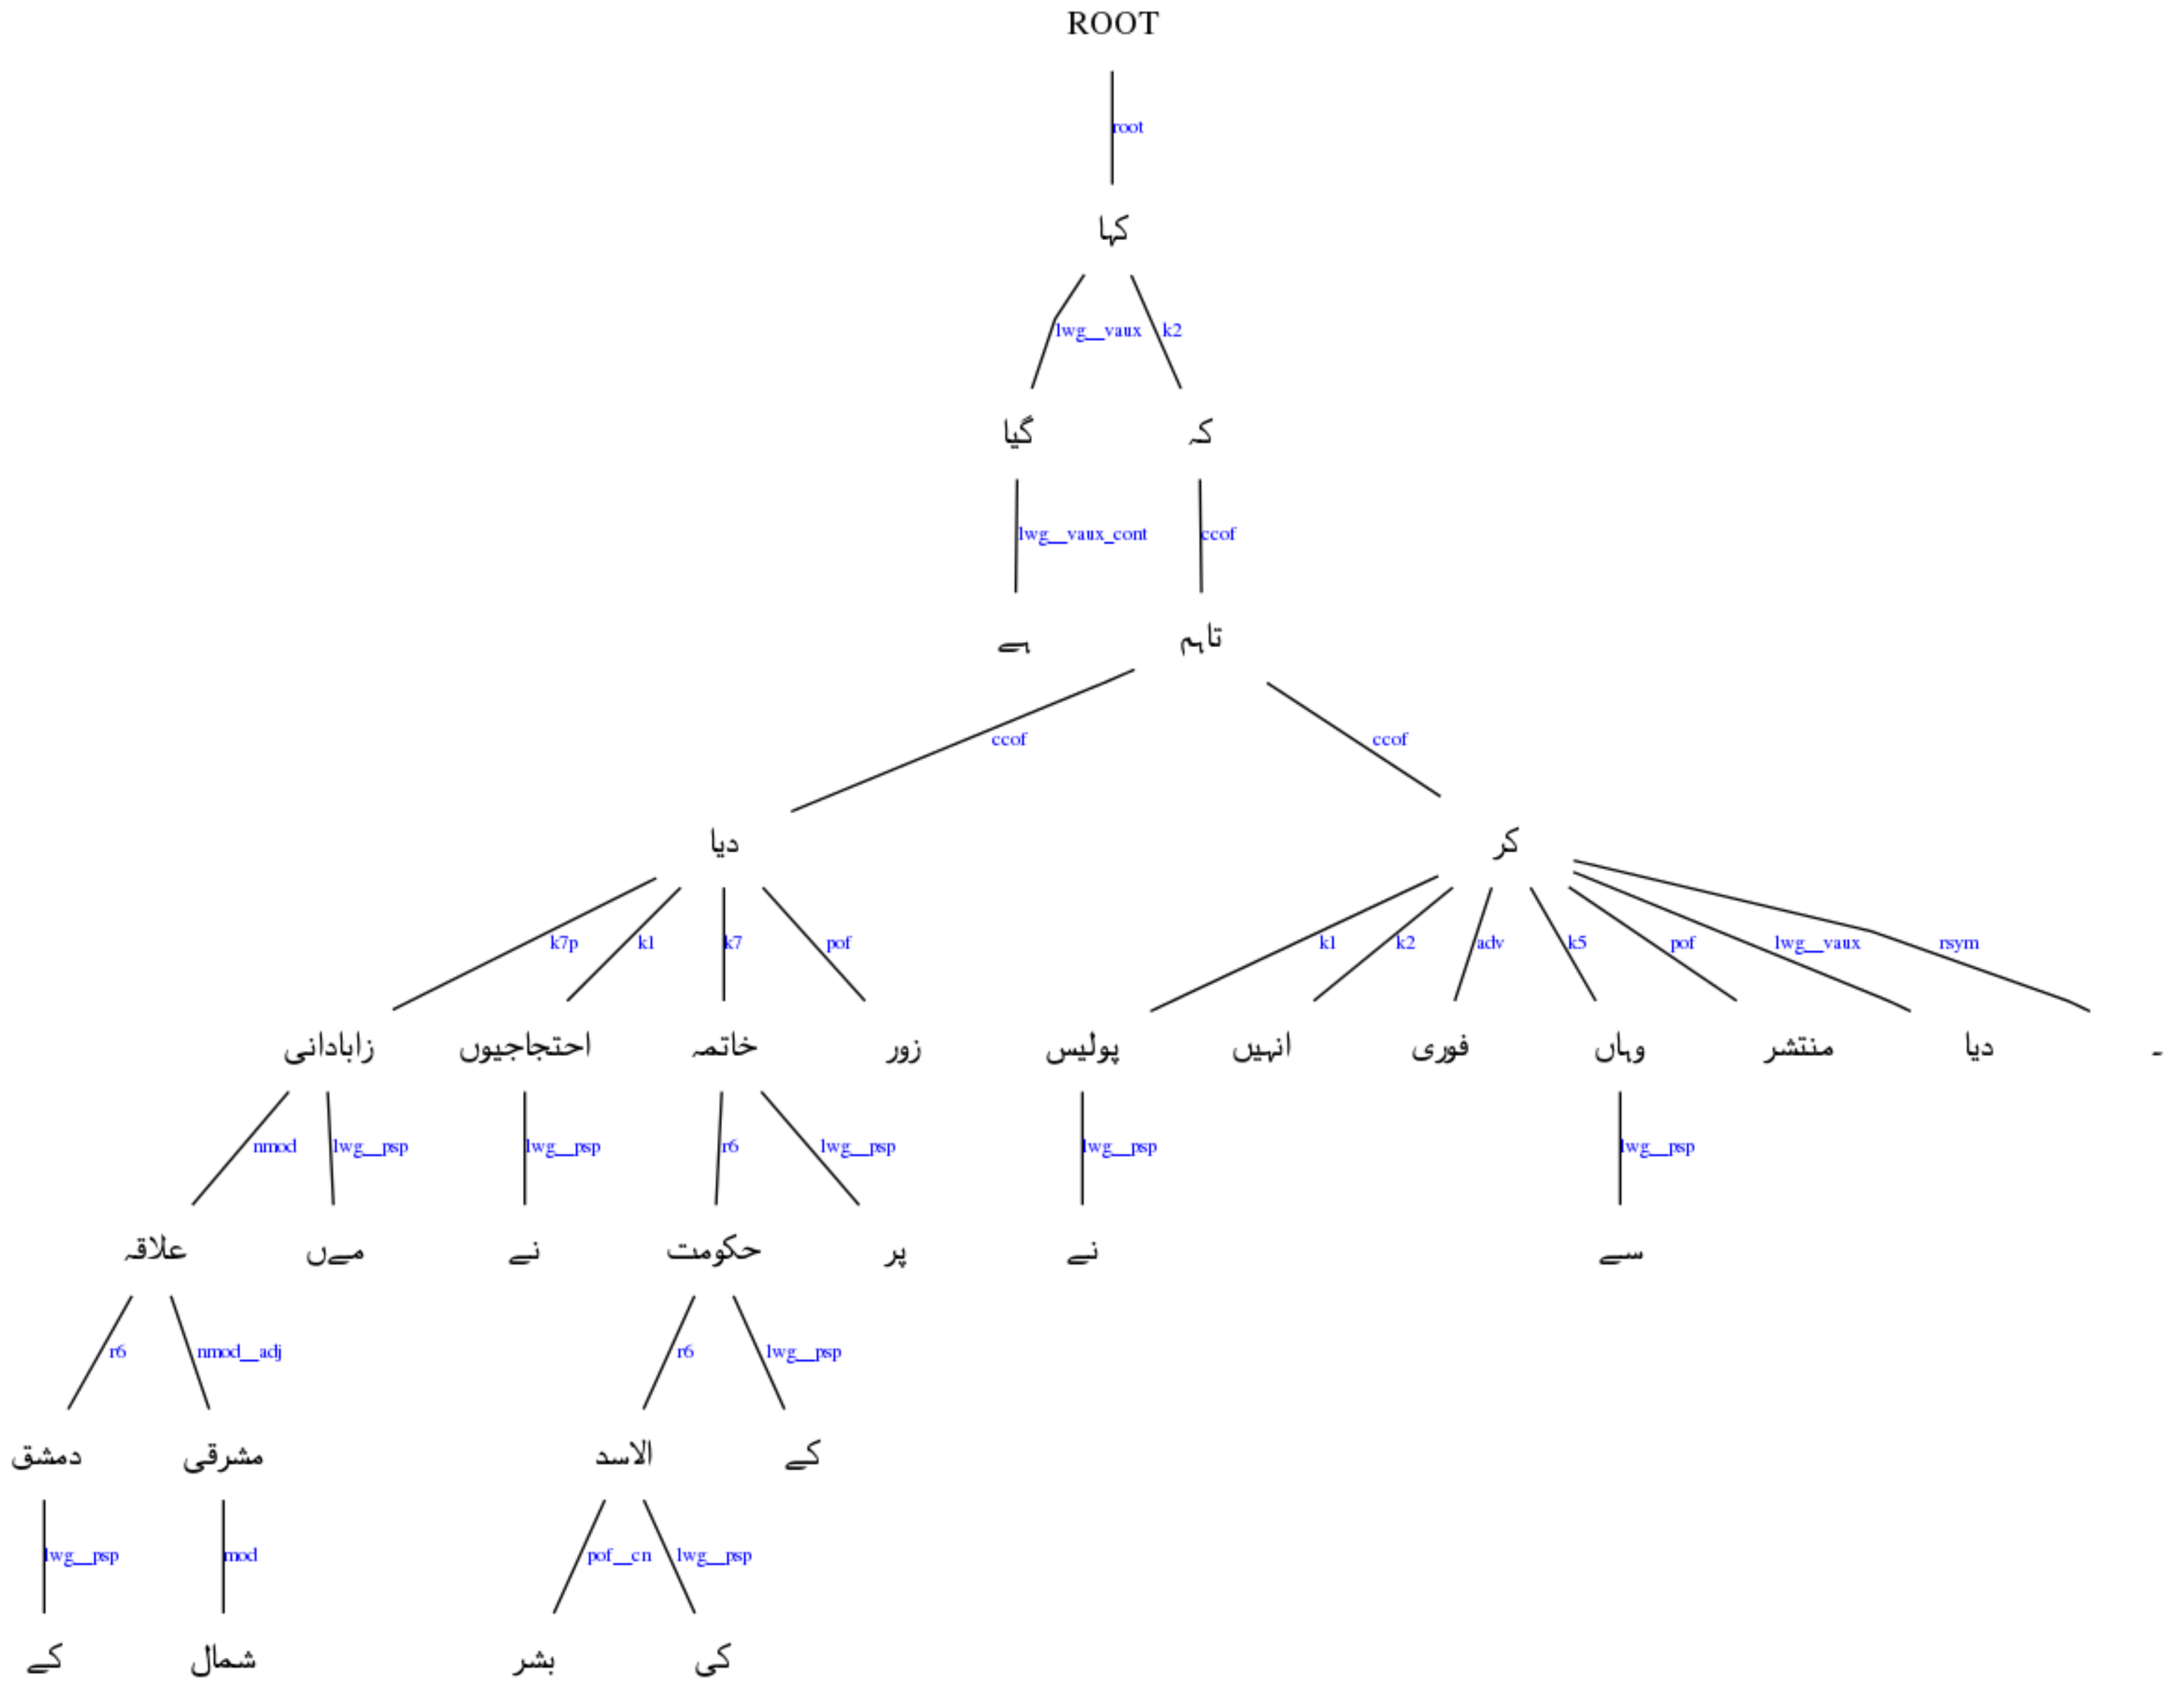 ROOT
root
کہا
lwg__vaux k2
گیا کہ
lwg__vaux_cont ccof
ہے تاہم
ccof ccof
دیا کر
k7p k1 k7 pof k1 k2 adv k5 pof lwg__vaux rsym
زابادانی احتجاجیوں خاتمہ زور پولیس انہیں فوری وہاں منتشر دیا ۔
nmod lwg__psp lwg__psp r6 lwg__psp lwg__psp lwg__psp
علاقہ مےں نے حکومت پر نے سے
r6 nmod__adj r6 lwg__psp
دمشق مشرقی الاسد کے
lwg__psp mod pof__cn lwg__psp
کے شمال بشر کی